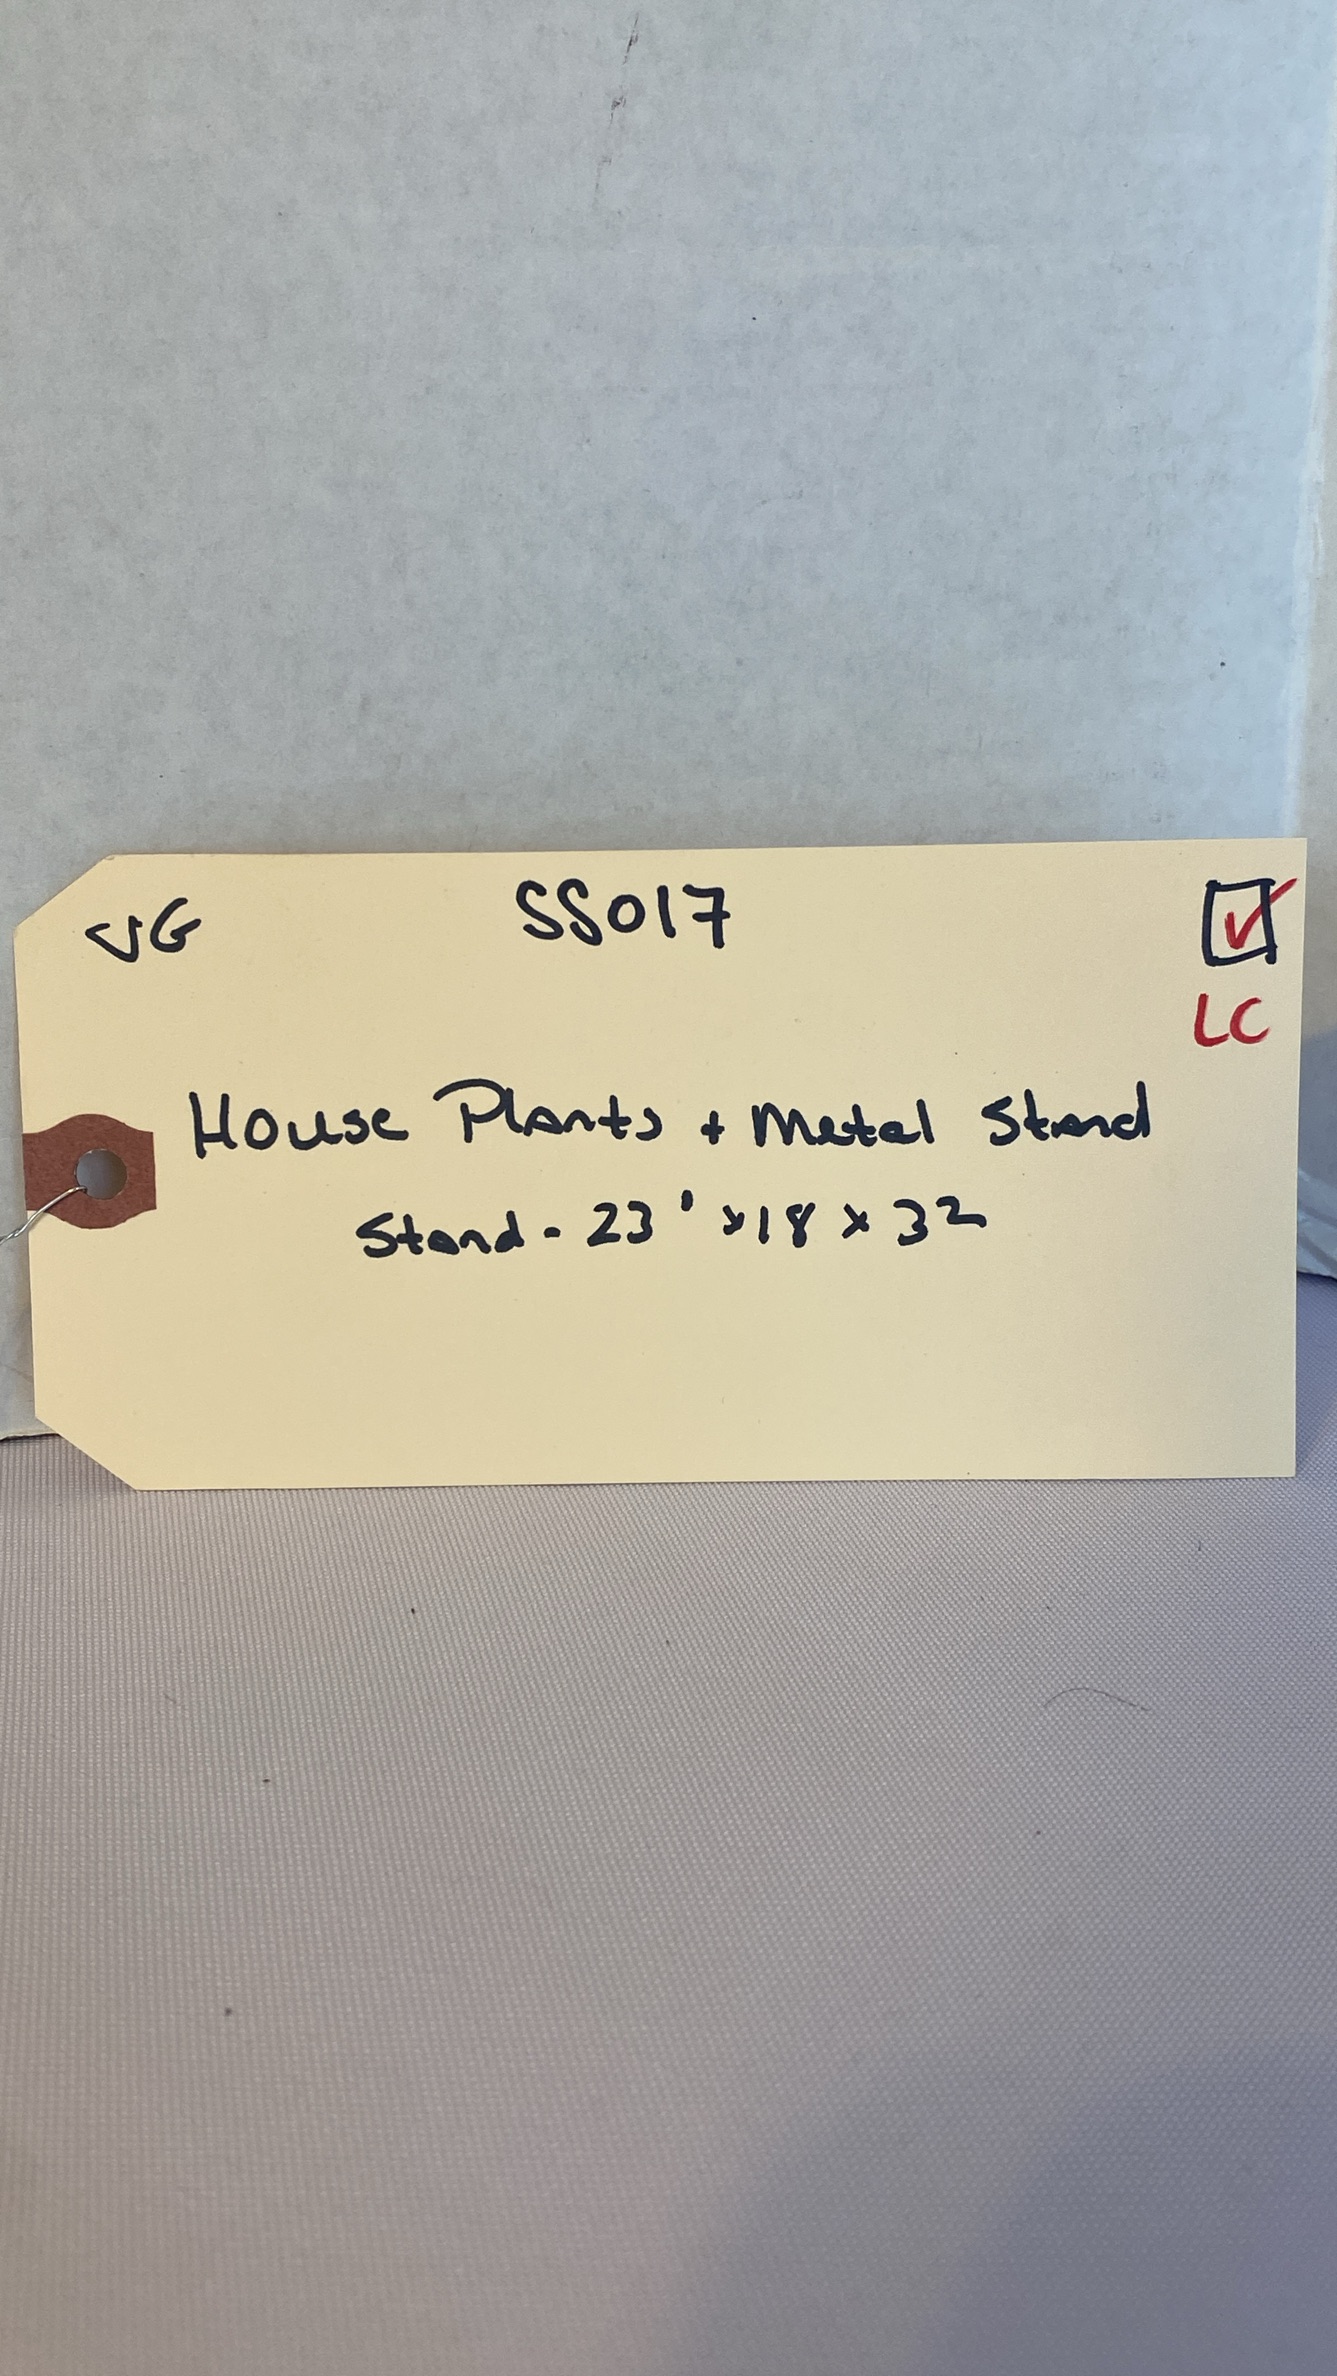 VG SS017 ☑
LC
House Plants + Metal Stand
Stand - 23' x 18 x 32